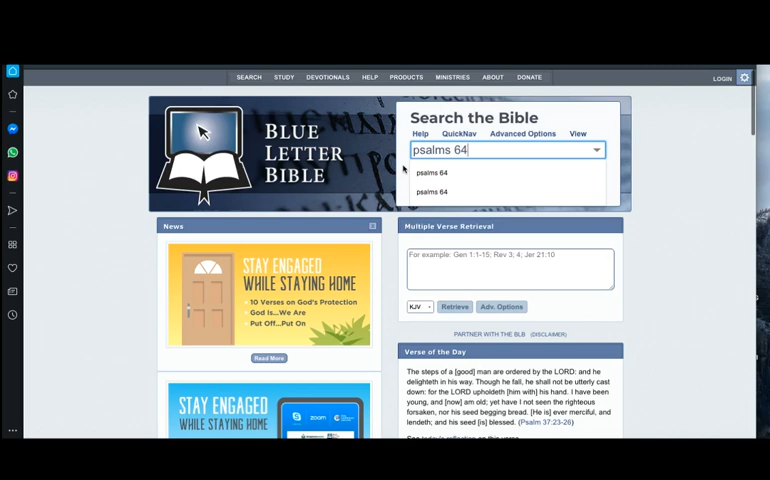 SEARCH STUDY DEVOTIONALS HELP PRODUCTS MINISTRIES ABOUT DONATE
LOGIN
BLUE
LETTER
BIBLE
Search the Bible
Help QuickNav Advanced Options View
psalms 64
psalms 64
psalms 64
News
STAY ENGAGED
WHILE STAYING HOME
10 Verses on God's Protection
God Is...We Are
Put Off...Put On
Read More
STAY ENGAGED
WHILE STAYING HOME
zoom
Multiple Verse Retrieval
For example: Gen 1:1-15; Rev 3; 4; Jer 21:10
KJV Retrieve Adv. Options
PARTNER WITH THE BLB (DISCLAIMER)
Verse of the Day
The steps of a [good] man are ordered by the LORD: and he
delighteth in his way. Though he fall, he shall not be utterly cast
down: for the LORD upholdeth [him with] his hand. I have been
young, and [now] am old; yet have I not seen the righteous
forsaken, nor his seed begging bread. [He is] ever merciful, and
lendeth; and his seed [is] blessed. (Psalm 37:23-26)